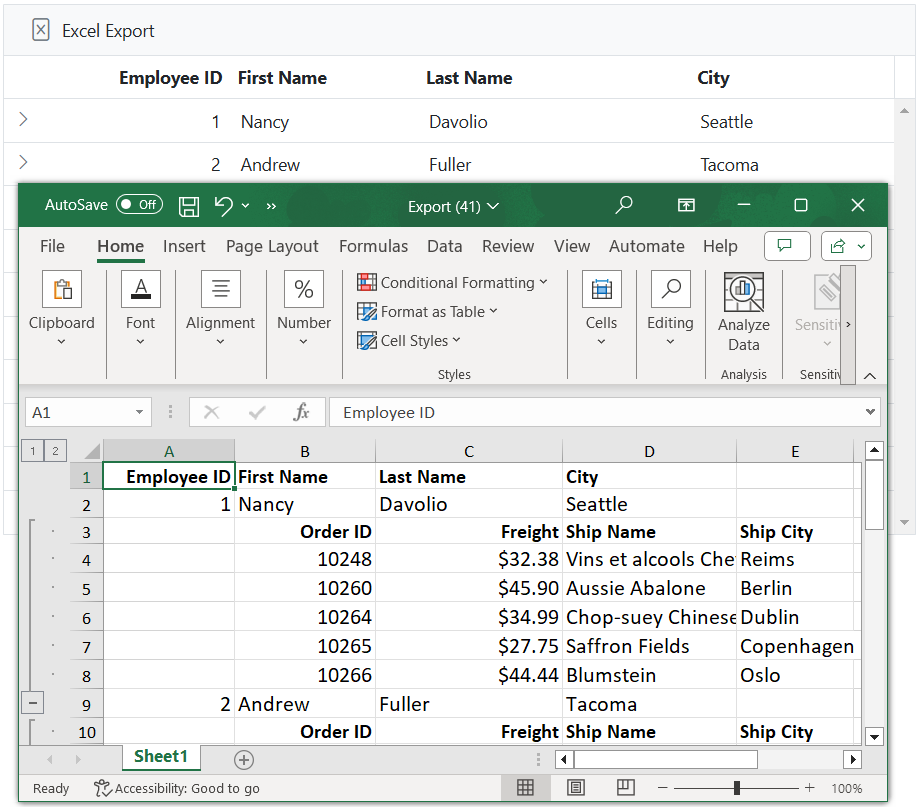 Excel Export
Employee ID First Name Last Name City
1 Nancy Davolio Seattle
2 Andrew Fuller Tacoma
AutoSave Off Export (41)
File Home Insert Page Layout Formulas Data Review View Automate Help
Clipboard Font Alignment Number Conditional Formatting Format as Table Cell Styles Cells Editing Analyze Data
Styles Analysis
A1 fx Employee ID
1 2 A B C D E
1 Employee ID First Name Last Name City
2 1 Nancy Davolio Seattle
3 Order ID Freight Ship Name Ship City
4 10248 $32.38 Vins et alcools Che Reims
5 10260 $45.90 Aussie Abalone Berlin
6 10264 $34.99 Chop-suey Chinese Dublin
7 10265 $27.75 Saffron Fields Copenhagen
8 10266 $44.44 Blumstein Oslo
9 2 Andrew Fuller Tacoma
10 Order ID Freight Ship Name Ship City
Sheet1
Ready Accessibility: Good to go 100%